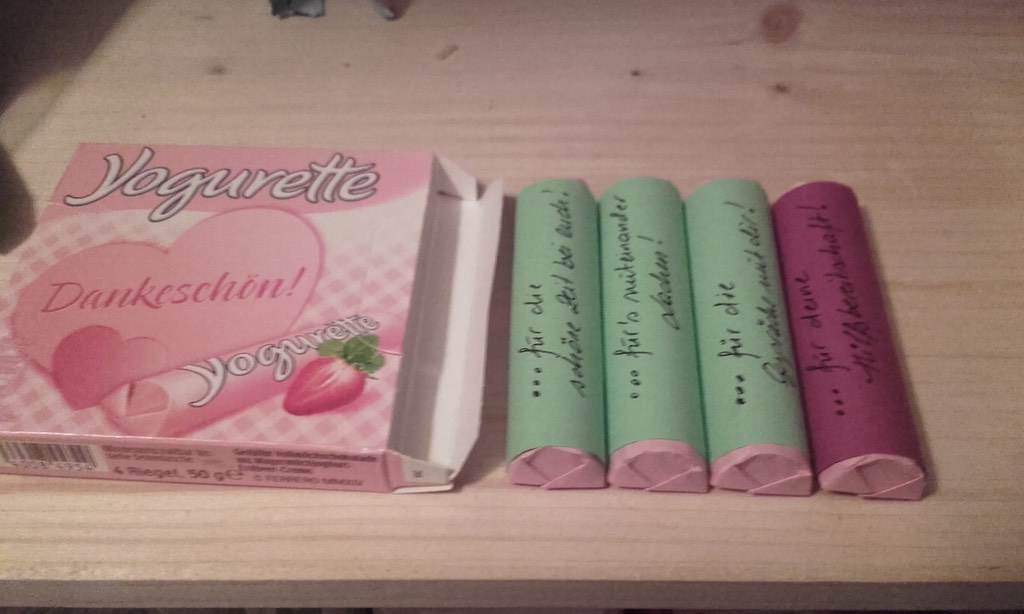 Yogurette
Dankeschön!
yogurette
4 Riegel, 50 g e
© FERRERO
... für die
schöne Zeit bei euch!
... für's miteinander
lachen!
... für die
Gespräche mit dir!
... für deine
Hilfsbereitschaft!